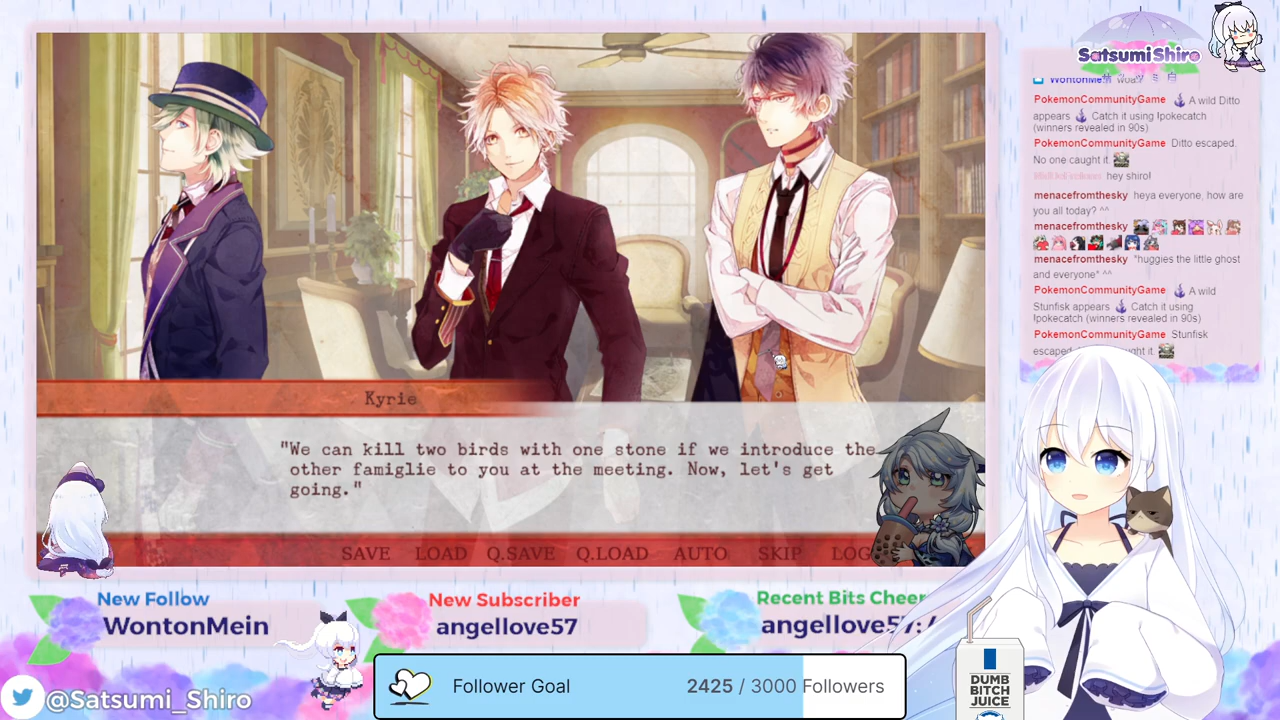 Kyrie
"We can kill two birds with one stone if we introduce the
other famiglie to you at the meeting. Now, let's get
going."
SAVE LOAD Q.SAVE Q.LOAD AUTO SKIP LOG
SatsumiShiro
WontonMe
PokemonCommunityGame A wild Ditto
appears Catch it using !pokecatch
(winners revealed in 90s)
PokemonCommunityGame Ditto escaped.
No one caught it.
hey shiro!
menacefromthesky heya everyone, how are
you all today? ^^
menacefromthesky
menacefromthesky *huggies the little ghost
and everyone* ^^
PokemonCommunityGame A wild
Stunfisk appears Catch it using
!pokecatch (winners revealed in 90s)
PokemonCommunityGame Stunfisk
escaped. it.
New Follow
WontonMein
New Subscriber
angellove57
Recent Bits Cheer
angellove57:
@Satsumi_Shiro
Follower Goal 2425 / 3000 Followers
DUMB
BITCH
JUICE